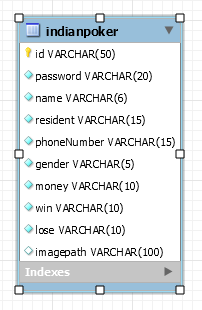 indianpoker
id VARCHAR(50)
password VARCHAR(20)
name VARCHAR(6)
resident VARCHAR(15)
phoneNumber VARCHAR(15)
gender VARCHAR(5)
money VARCHAR(10)
win VARCHAR(10)
lose VARCHAR(10)
imagepath VARCHAR(100)
Indexes